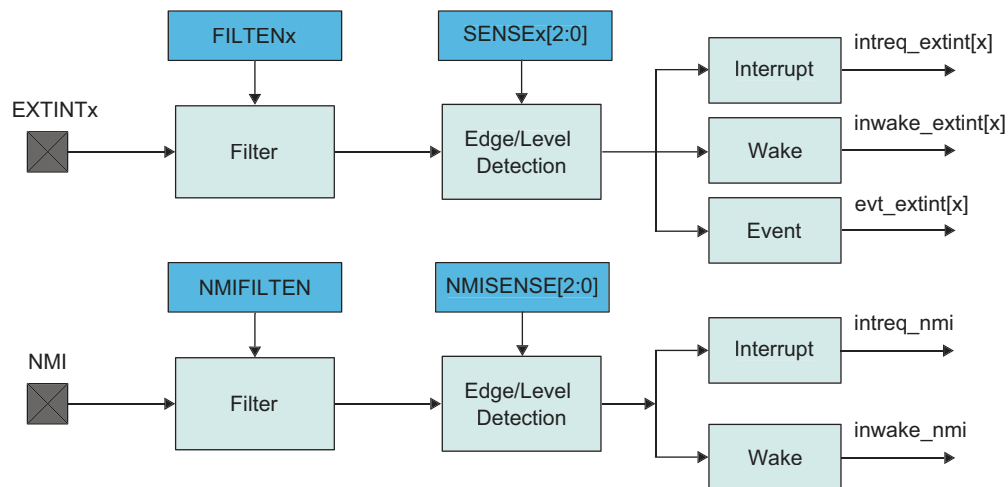 FILTENx
SENSEx[2:0]
intreq_extint[x]
Interrupt
EXTINTx
Filter
Edge/Level
Detection
inwake_extint[x]
Wake
evt_extint[x]
Event
NMIFILTEN
NMISENSE[2:0]
intreq_nmi
Interrupt
NMI
Filter
Edge/Level
Detection
inwake_nmi
Wake